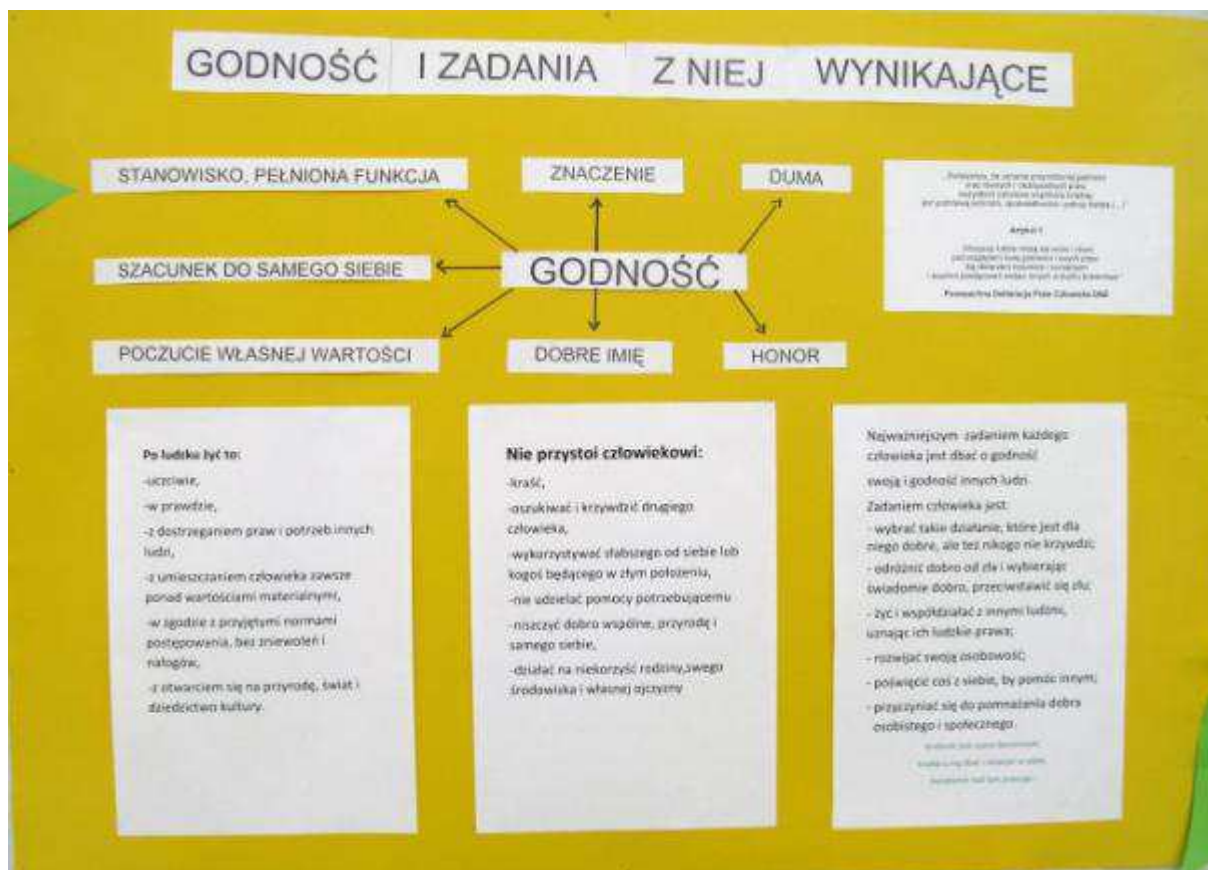 GODNOŚĆ I ZADANIA Z NIEJ WYNIKAJĄCE
STANOWISKO, PEŁNIONA FUNKCJA
ZNACZENIE
DUMA
SZACUNEK DO SAMEGO SIEBIE
GODNOŚĆ
POCZUCIE WŁASNEJ WARTOŚCI
DOBRE IMIĘ
HONOR
Artykuł 1
Powszechna Deklaracja Praw Człowieka ONZ
Po ludzku żyć to:
-uczciwie,
-w prawdzie,
-z dostrzeganiem praw i potrzeb innych
ludzi,
-z umieszczaniem człowieka zawsze
ponad wartościami materialnymi,
-w zgodzie z przyjętymi normami
postępowania, bez zniewoleń i
nałogów,
-z otwarciem się na przyrodę, świat i
dziedzictwo kultury.
Nie przystoi człowiekowi:
-kraść,
-oszukiwać i krzywdzić drugiego
człowieka,
-wykorzystywać słabszego od siebie lub
kogoś będącego w złym położeniu,
-nie udzielać pomocy potrzebującemu
-niszczyć dobro wspólne, przyrodę i
samego siebie,
-działać na niekorzyść rodziny,swego
środowiska i własnej ojczyzny
Najważniejszym zadaniem każdego
człowieka jest dbać o godność
swoją i godność innych ludzi.
Zadaniem człowieka jest:
- wybrać takie działanie, które jest dla
niego dobre, ale też nikogo nie krzywdzi;
- odróżnić dobro od zła i wybierając
świadomie dobro, przeciwstawić się złu;
- żyć i współdziałać z innymi ludźmi,
uznając ich ludzkie prawa;
- rozwijać swoją osobowość;
- poświęcić coś z siebie, by pomóc innym;
- przyczyniać się do pomnażania dobra
osobistego i społecznego.